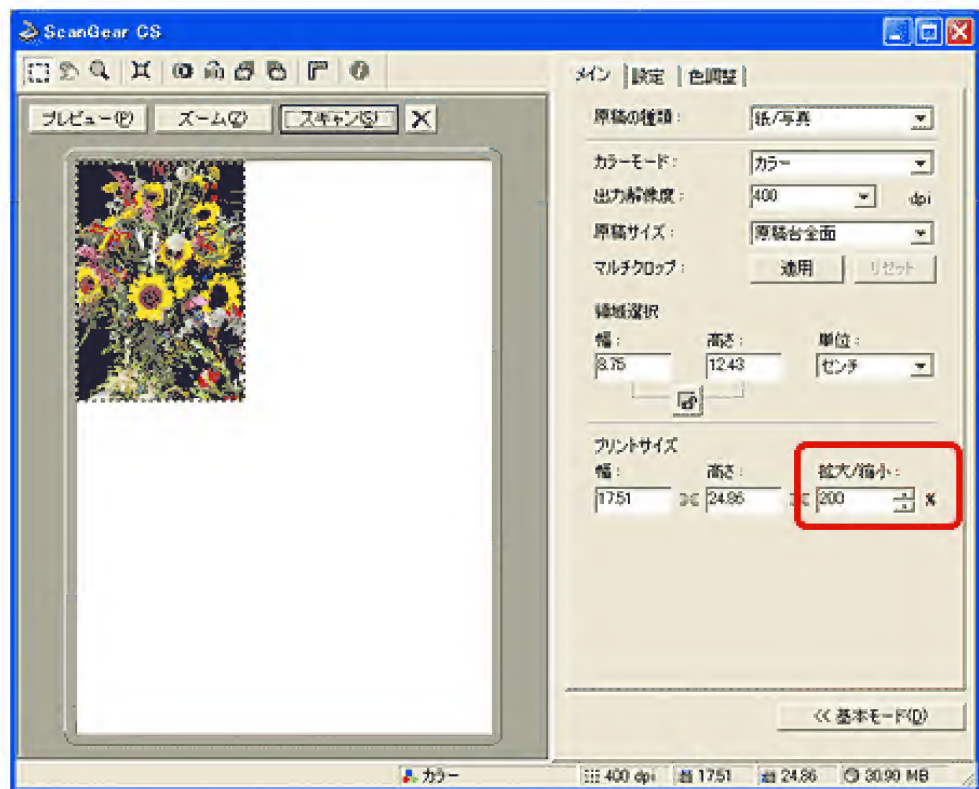 ScanGear CS
メイン 設定 色調整
プレビュー(P) ズーム(Z) スキャン(S)
原稿の種類： 紙/写真
カラーモード： カラー
出力解像度： 400 dpi
原稿サイズ： 原稿台全面
マルチクロップ： 適用 リセット
領域選択
幅： 高さ： 単位：
8.75 12.43 センチ
プリントサイズ
幅： 高さ： 拡大/縮小：
17.51 24.86 200 %
<< 基本モード(D)
カラー 400 dpi 17.51 24.86 30.90 MB